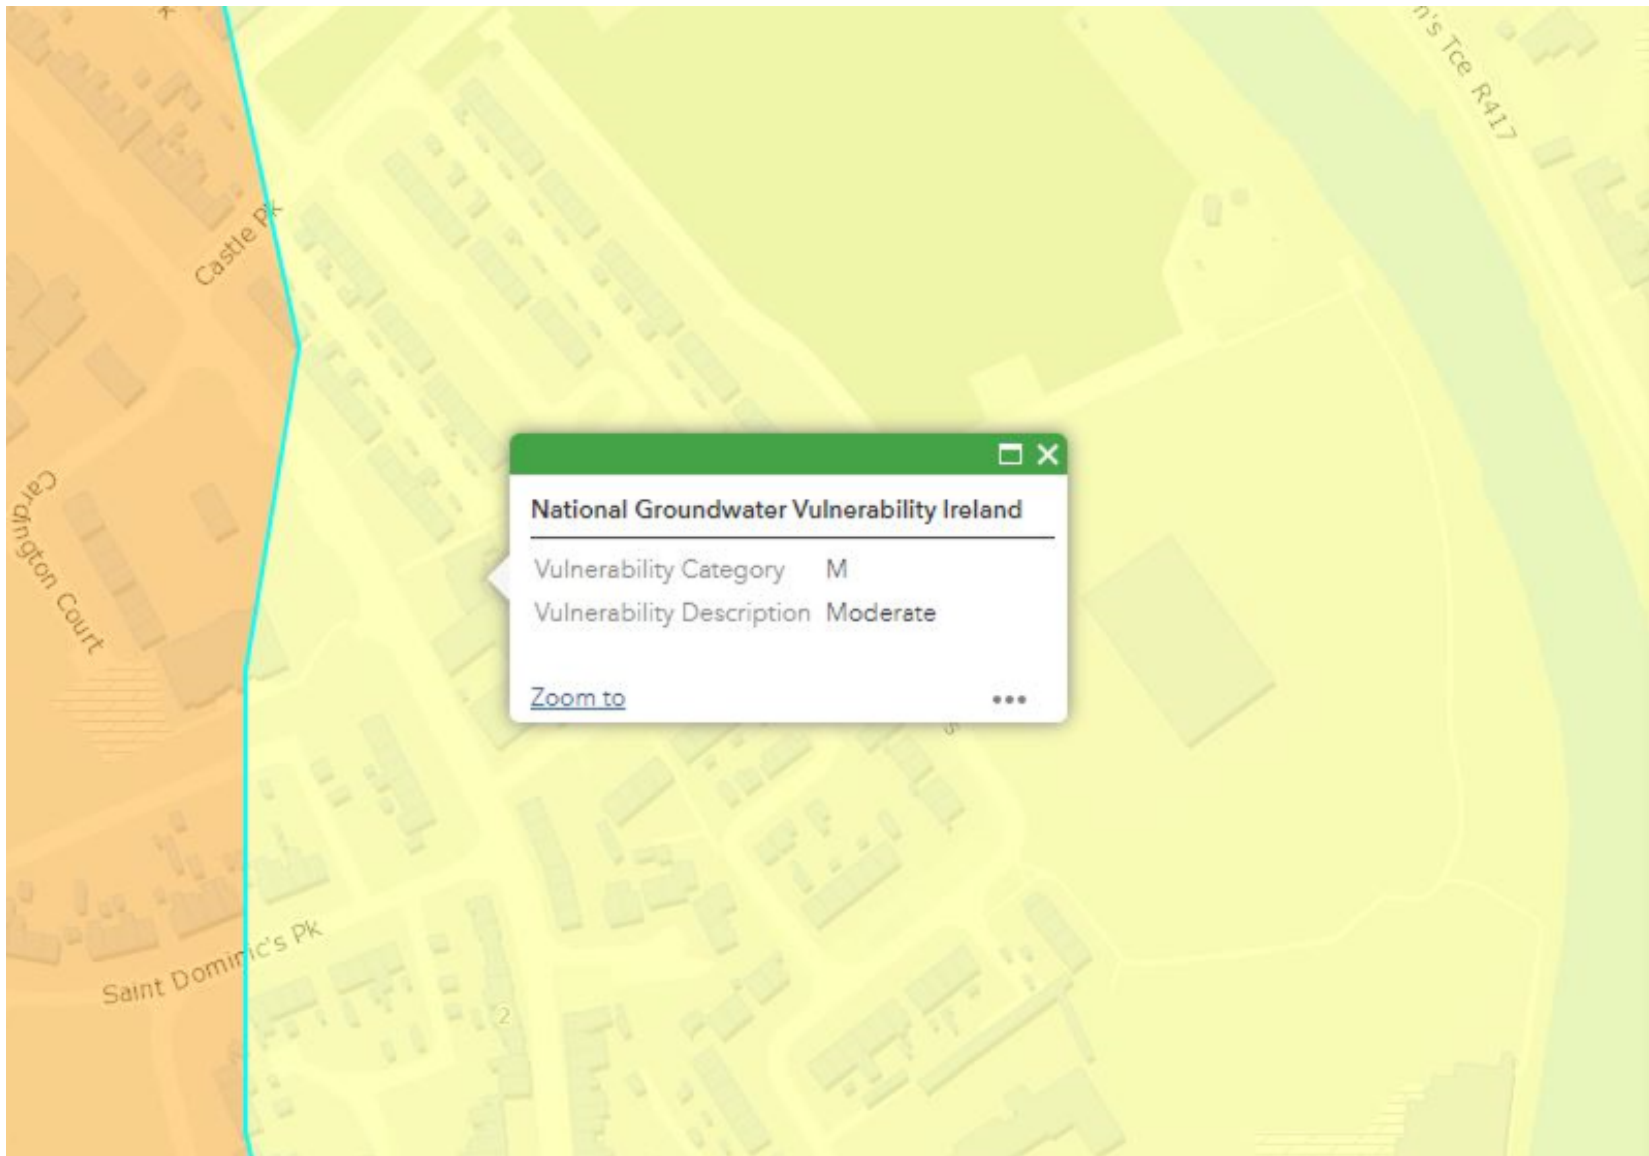 n's Tce R417
Castle Pk
National Groundwater Vulnerability Ireland
Vulnerability Category M
Vulnerability Description Moderate
Zoom to
Cardington Court
Saint Dominic's Pk
2